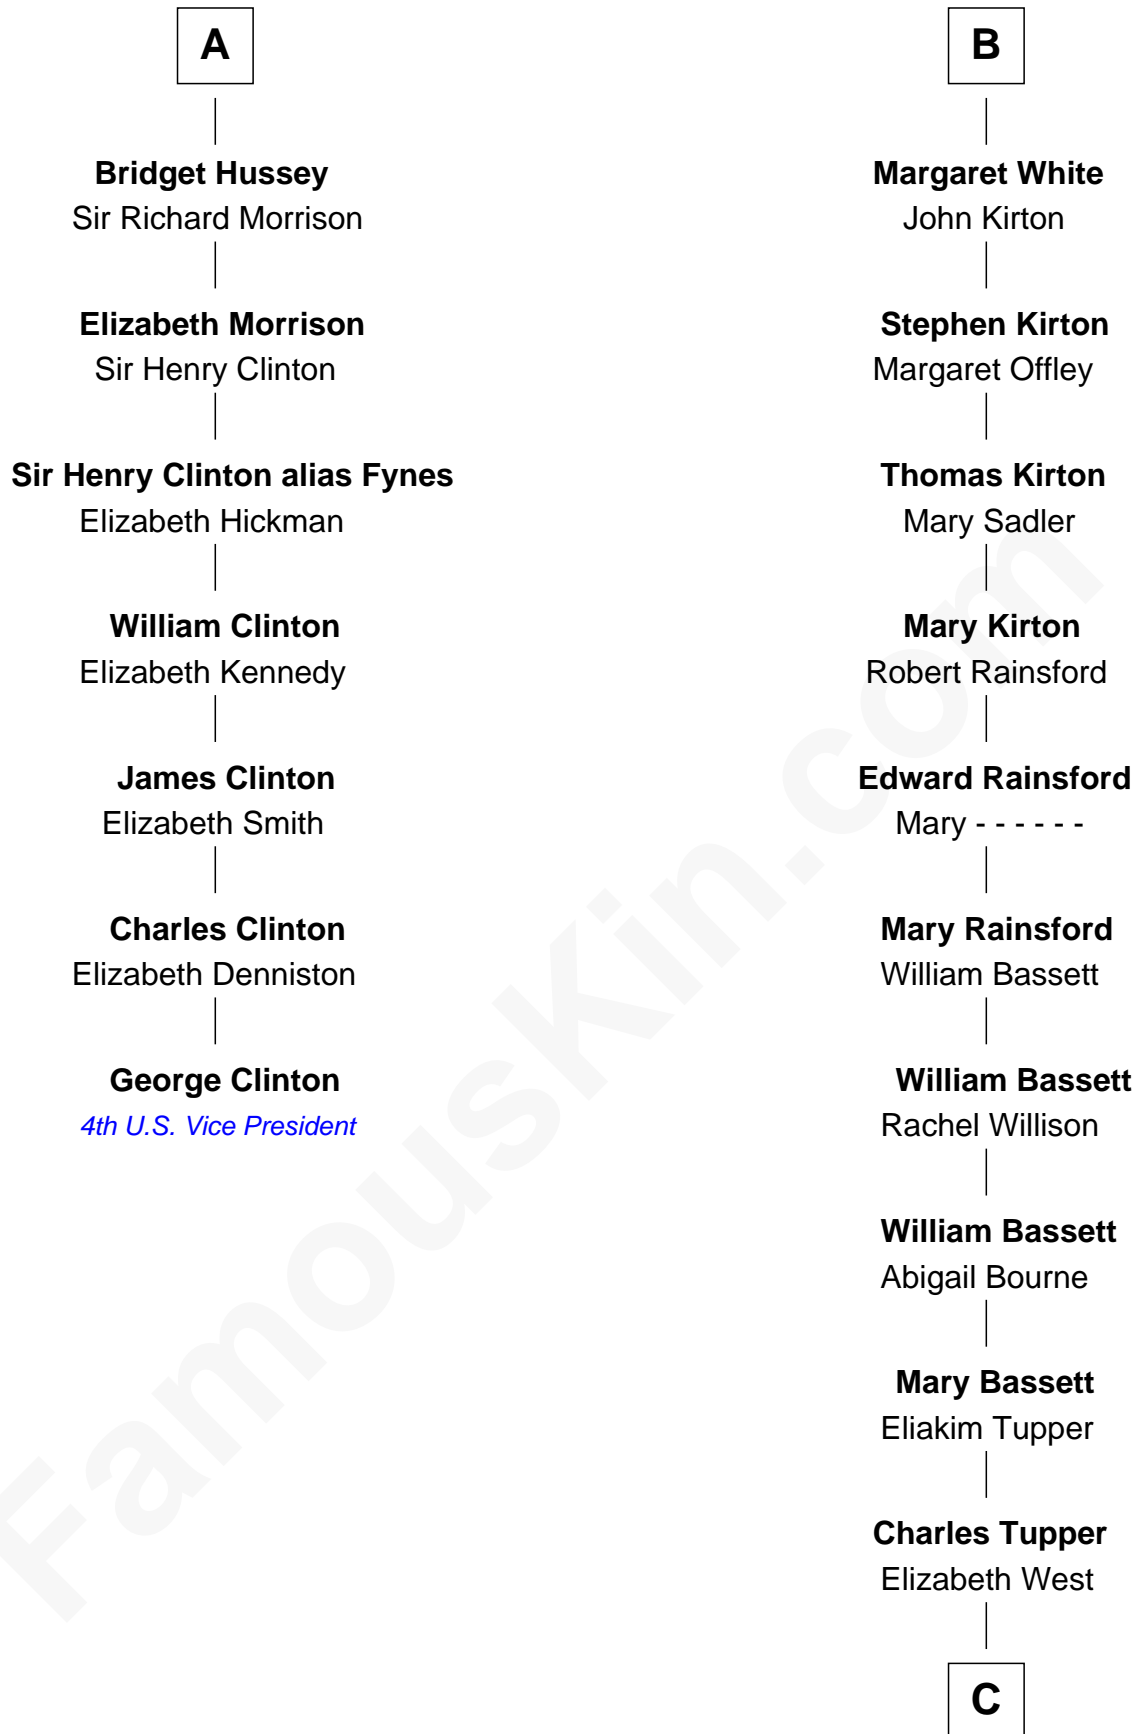 A
Bridget Hussey
Sir Richard Morrison
Elizabeth Morrison
Sir Henry Clinton
Sir Henry Clinton alias Fynes
Elizabeth Hickman
William Clinton
Elizabeth Kennedy
James Clinton
Elizabeth Smith
Charles Clinton
Elizabeth Denniston
George Clinton
4th U.S. Vice President
B
Margaret White
John Kirton
Stephen Kirton
Margaret Offley
Thomas Kirton
Mary Sadler
Mary Kirton
Robert Rainsford
Edward Rainsford
Mary - - - - - -
Mary Rainsford
William Bassett
William Bassett
Rachel Willison
William Bassett
Abigail Bourne
Mary Bassett
Eliakim Tupper
Charles Tupper
Elizabeth West
C
FamousKin.com